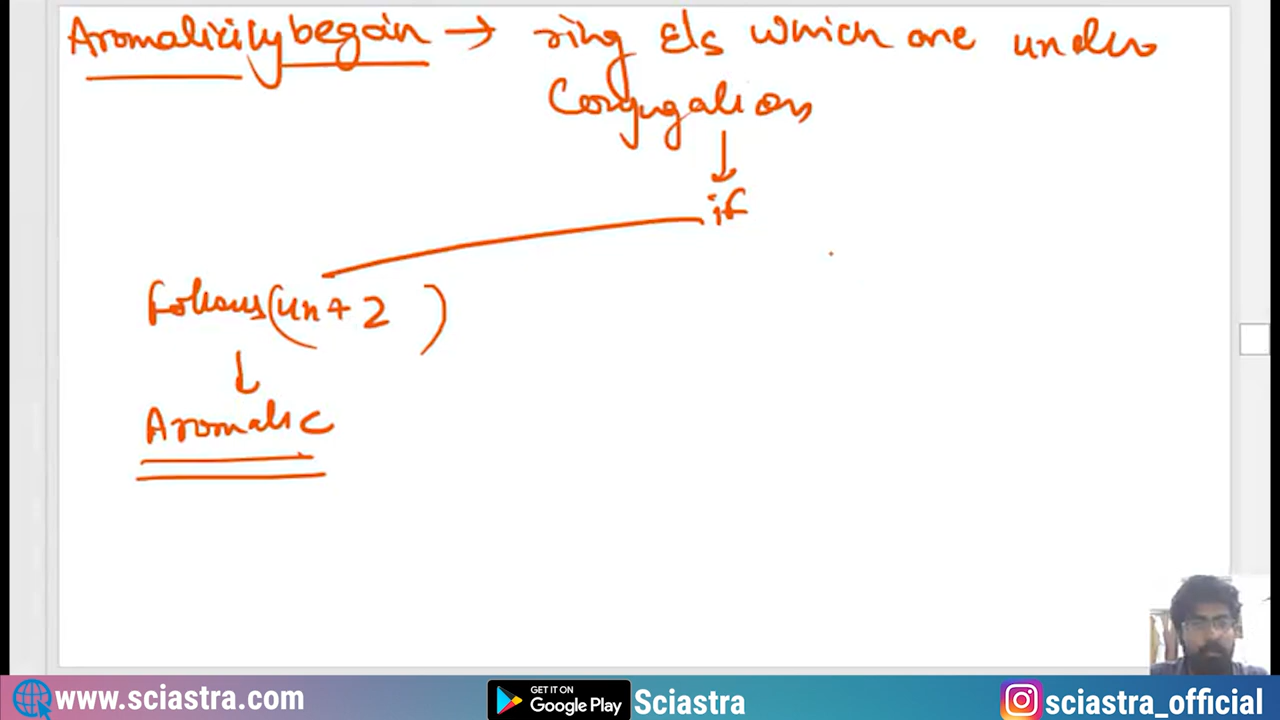 Aromaticity begain → ring e's which are under
Conjugation
↓
if
Follows (4n+2 )
↓
Aromatic
www.sciastra.com
GET IT ON
Google Play
Sciastra
sciastra_official